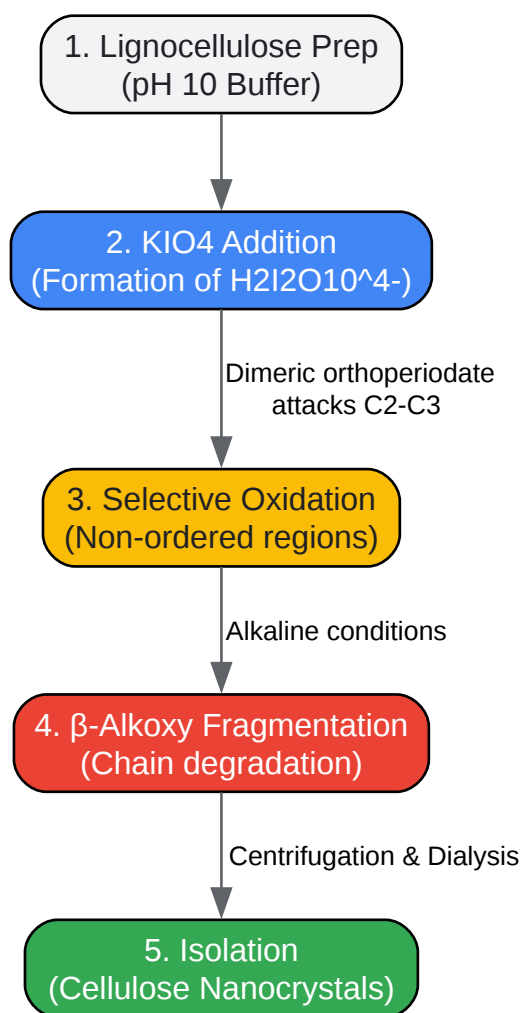 1. Lignocellulose Prep
(pH 10 Buffer)
2. KIO4 Addition
(Formation of H2I2O10^4-)
Dimeric orthoperiodate
attacks C2-C3
3. Selective Oxidation
(Non-ordered regions)
Alkaline conditions
4. β-Alkoxy Fragmentation
(Chain degradation)
Centrifugation & Dialysis
5. Isolation
(Cellulose Nanocrystals)